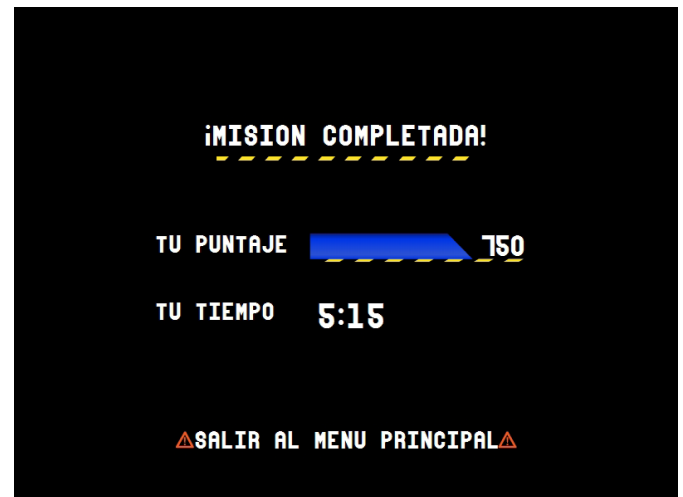 ¡MISION COMPLETADA!
TU PUNTAJE 750
TU TIEMPO 5:15
⚠SALIR AL MENU PRINCIPAL⚠